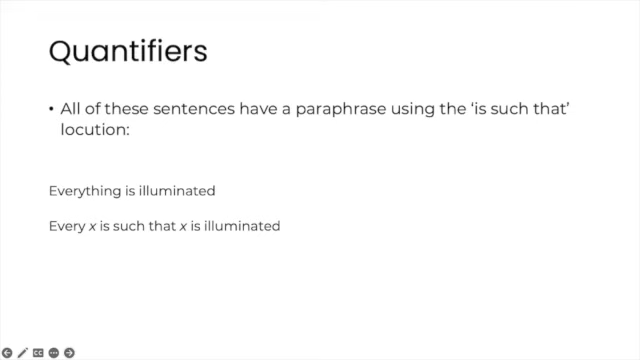 Quantifiers
• All of these sentences have a paraphrase using the ‘is such that’
locution:
Everything is illuminated
Every x is such that x is illuminated
CC